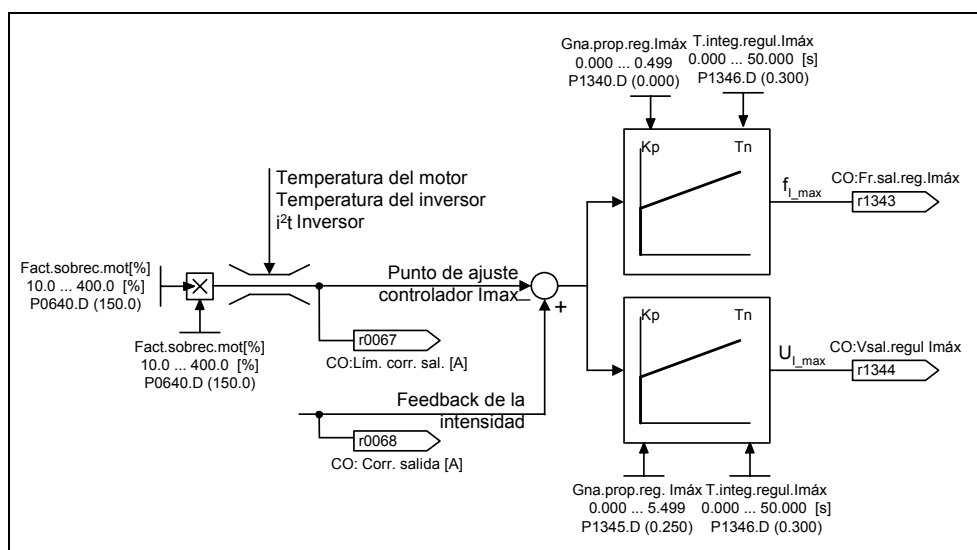 Gna.prop.reg.Imáx
0.000 ... 0.499
P1340.D (0.000)
T.integ.regul.Imáx
0.000 ... 50.000 [s]
P1346.D (0.300)
Kp
Tn
CO:Fr.sal.reg.Imáx
f I_max
r1343
Temperatura del motor
Temperatura del inversor
i²t Inversor
Fact.sobrec.mot[%]
10.0 ... 400.0 [%]
P0640.D (150.0)
Punto de ajuste
controlador Imax
_
+
Fact.sobrec.mot[%]
10.0 ... 400.0 [%]
P0640.D (150.0)
r0067
CO:Lím. corr. sal. [A]
Kp
Tn
CO:Vsal.regul Imáx
U I_max
r1344
Feedback de la
intensidad
r0068
CO: Corr. salida [A]
Gna.prop.reg. Imáx
0.000 ... 5.499
P1345.D (0.250)
T.integ.regul.Imáx
0.000 ... 50.000 [s]
P1346.D (0.300)